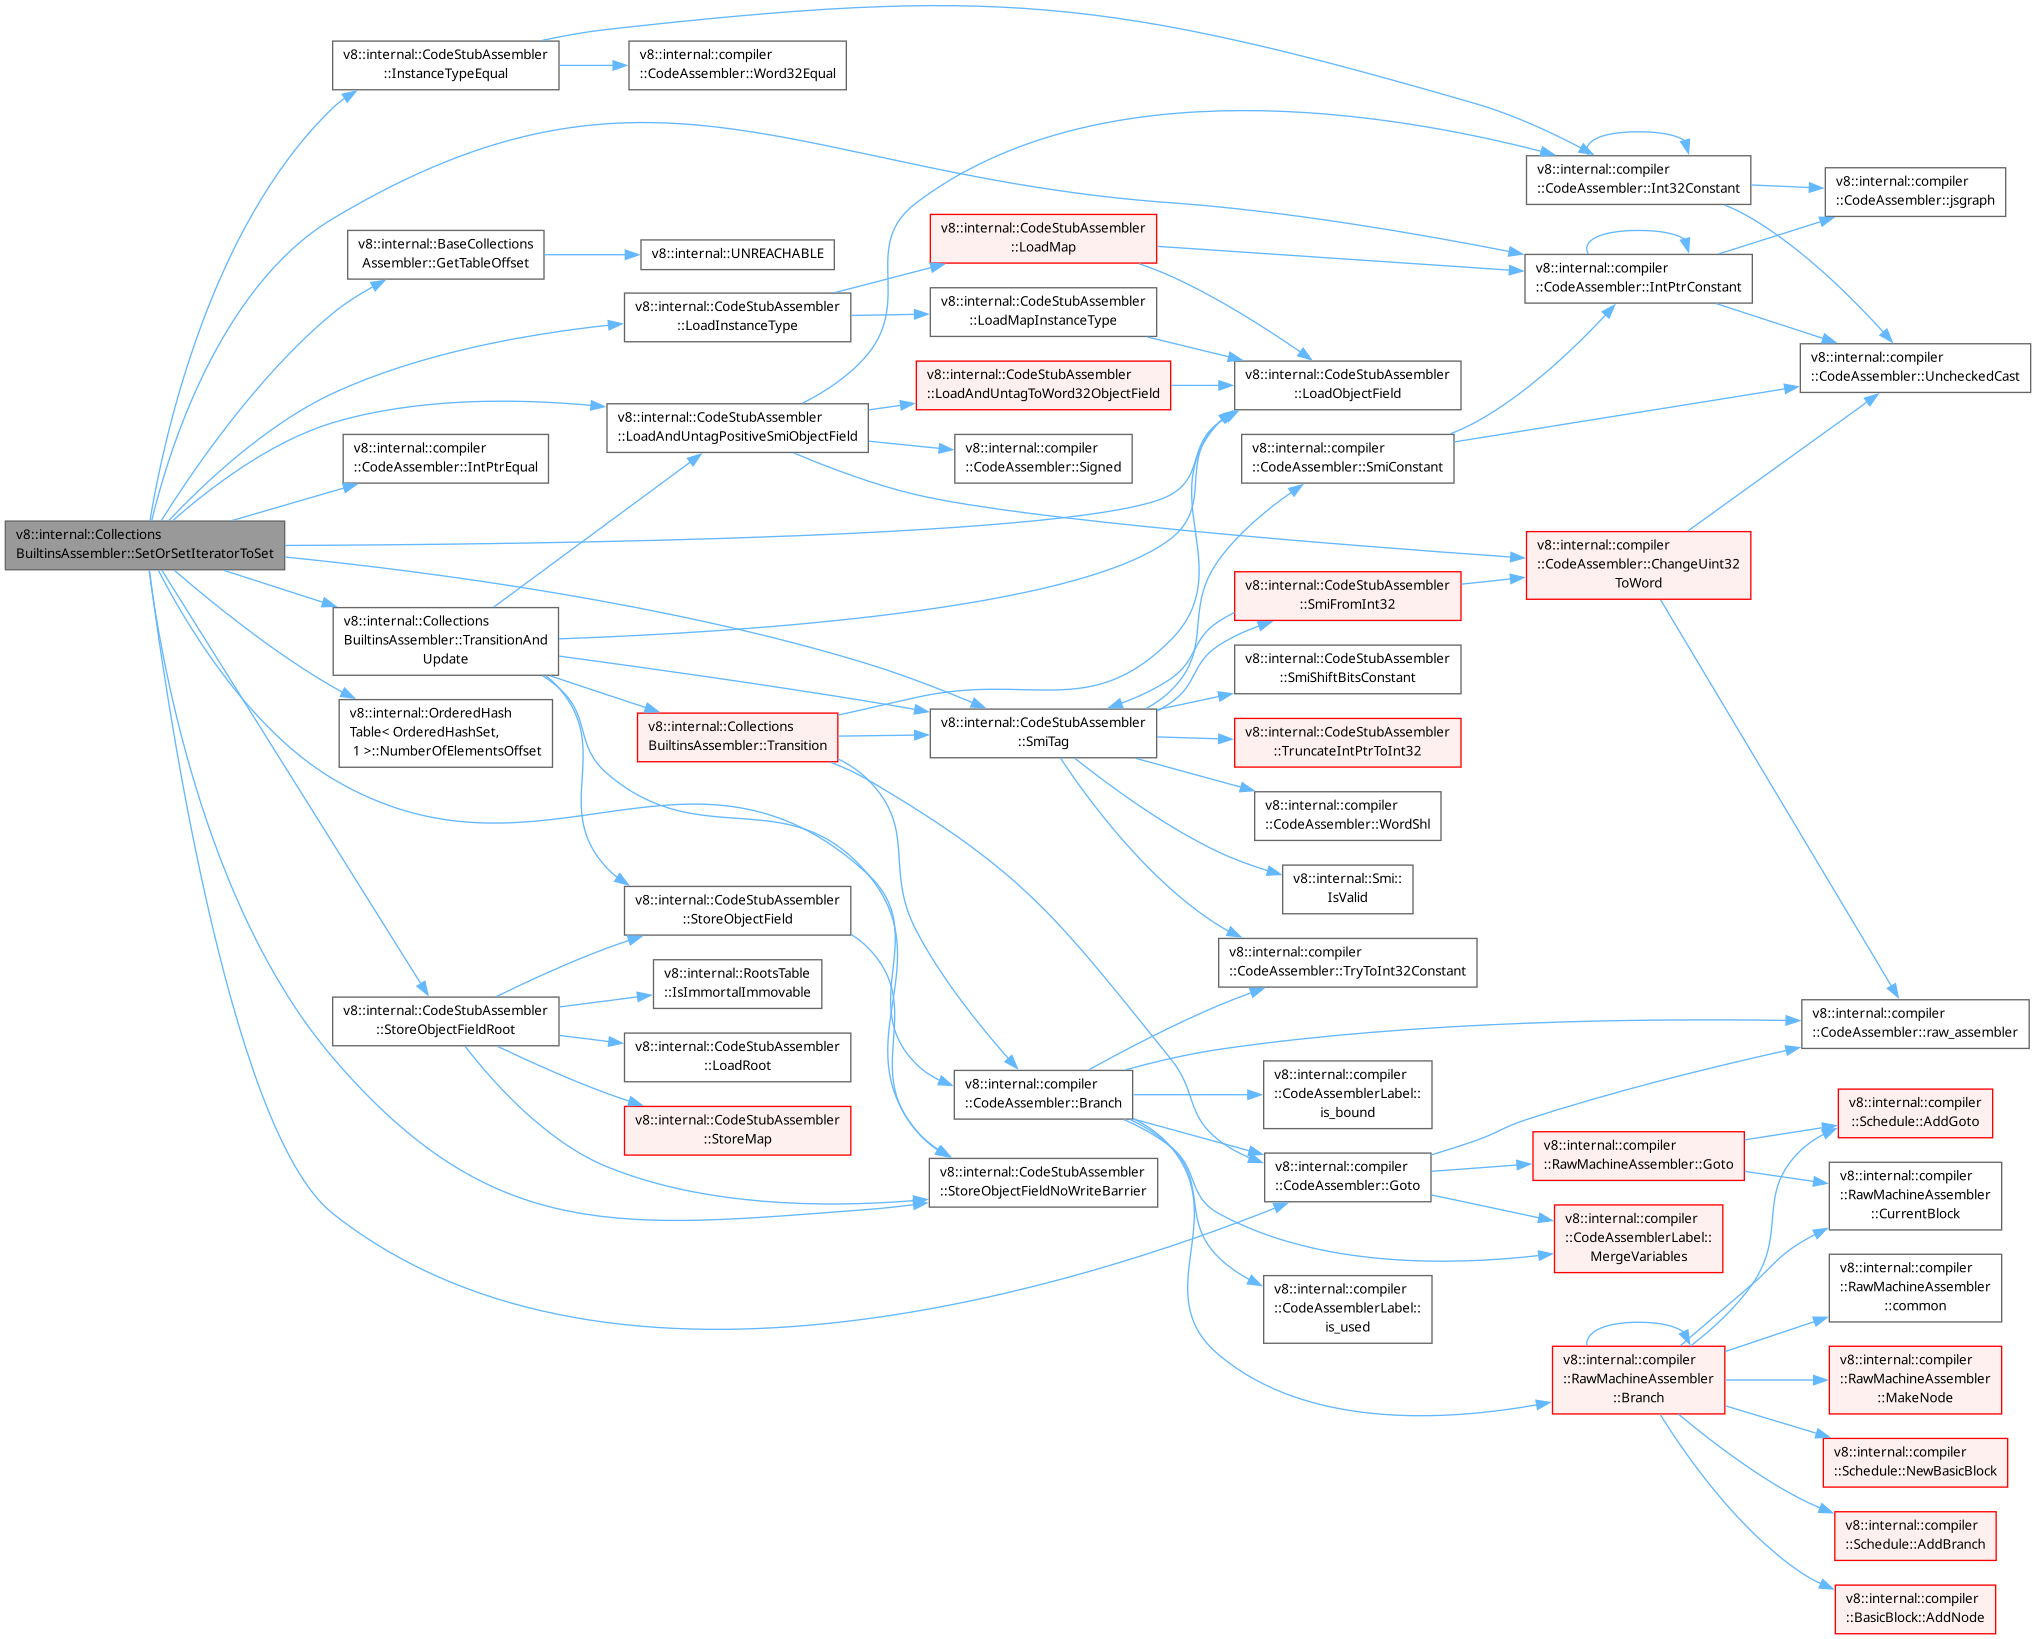 v8::internal::Collections
BuiltinsAssembler::SetOrSetIteratorToSet
v8::internal::CodeStubAssembler
::InstanceTypeEqual
v8::internal::compiler
::CodeAssembler::Word32Equal
v8::internal::compiler
::CodeAssembler::Int32Constant
v8::internal::compiler
::CodeAssembler::jsgraph
v8::internal::BaseCollections
Assembler::GetTableOffset
v8::internal::UNREACHABLE
v8::internal::CodeStubAssembler
::LoadMap
v8::internal::compiler
::CodeAssembler::IntPtrConstant
v8::internal::CodeStubAssembler
::LoadInstanceType
v8::internal::CodeStubAssembler
::LoadMapInstanceType
v8::internal::compiler
::CodeAssembler::UncheckedCast
v8::internal::CodeStubAssembler
::LoadAndUntagToWord32ObjectField
v8::internal::CodeStubAssembler
::LoadObjectField
v8::internal::CodeStubAssembler
::LoadAndUntagPositiveSmiObjectField
v8::internal::compiler
::CodeAssembler::IntPtrEqual
v8::internal::compiler
::CodeAssembler::Signed
v8::internal::compiler
::CodeAssembler::SmiConstant
v8::internal::compiler
::CodeAssembler::ChangeUint32
ToWord
v8::internal::CodeStubAssembler
::SmiFromInt32
v8::internal::Collections
BuiltinsAssembler::TransitionAnd
Update
v8::internal::CodeStubAssembler
::SmiShiftBitsConstant
v8::internal::OrderedHash
Table< OrderedHashSet,
1 >::NumberOfElementsOffset
v8::internal::Collections
BuiltinsAssembler::Transition
v8::internal::CodeStubAssembler
::SmiTag
v8::internal::CodeStubAssembler
::TruncateIntPtrToInt32
v8::internal::compiler
::CodeAssembler::WordShl
v8::internal::Smi::
IsValid
v8::internal::CodeStubAssembler
::StoreObjectField
v8::internal::compiler
::CodeAssembler::TryToInt32Constant
v8::internal::RootsTable
::IsImmortalImmovable
v8::internal::CodeStubAssembler
::StoreObjectFieldRoot
v8::internal::compiler
::CodeAssembler::raw_assembler
v8::internal::CodeStubAssembler
::LoadRoot
v8::internal::compiler
::CodeAssembler::Branch
v8::internal::compiler
::CodeAssemblerLabel::
is_bound
v8::internal::CodeStubAssembler
::StoreMap
v8::internal::compiler
::Schedule::AddGoto
v8::internal::compiler
::RawMachineAssembler::Goto
v8::internal::CodeStubAssembler
::StoreObjectFieldNoWriteBarrier
v8::internal::compiler
::CodeAssembler::Goto
v8::internal::compiler
::RawMachineAssembler
::CurrentBlock
v8::internal::compiler
::CodeAssemblerLabel::
MergeVariables
v8::internal::compiler
::CodeAssemblerLabel::
is_used
v8::internal::compiler
::RawMachineAssembler
::common
v8::internal::compiler
::RawMachineAssembler
::Branch
v8::internal::compiler
::RawMachineAssembler
::MakeNode
v8::internal::compiler
::Schedule::NewBasicBlock
v8::internal::compiler
::Schedule::AddBranch
v8::internal::compiler
::BasicBlock::AddNode